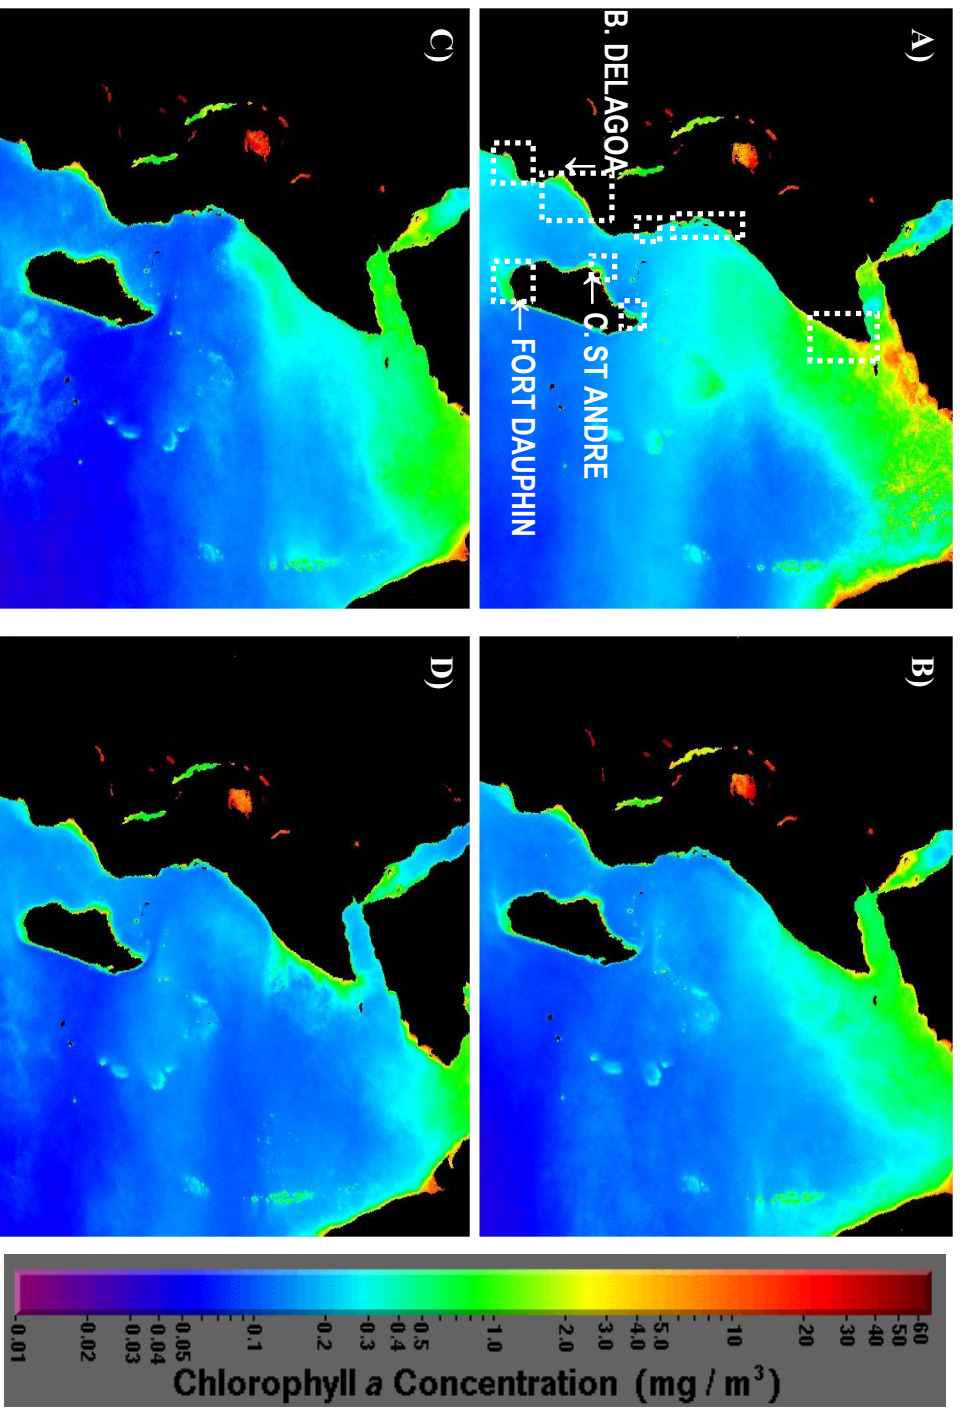 A)
B. DELAGOA
C. ST ANDRE
FORT DAUPHIN
B)
C)
D)
0.01 0.02 0.03 0.04 0.05 0.1 0.2 0.3 0.4 0.5 1.0 2.0 3.0 4.0 5.0 10 20 30 40 50 60
Chlorophyll a Concentration (mg / m³)